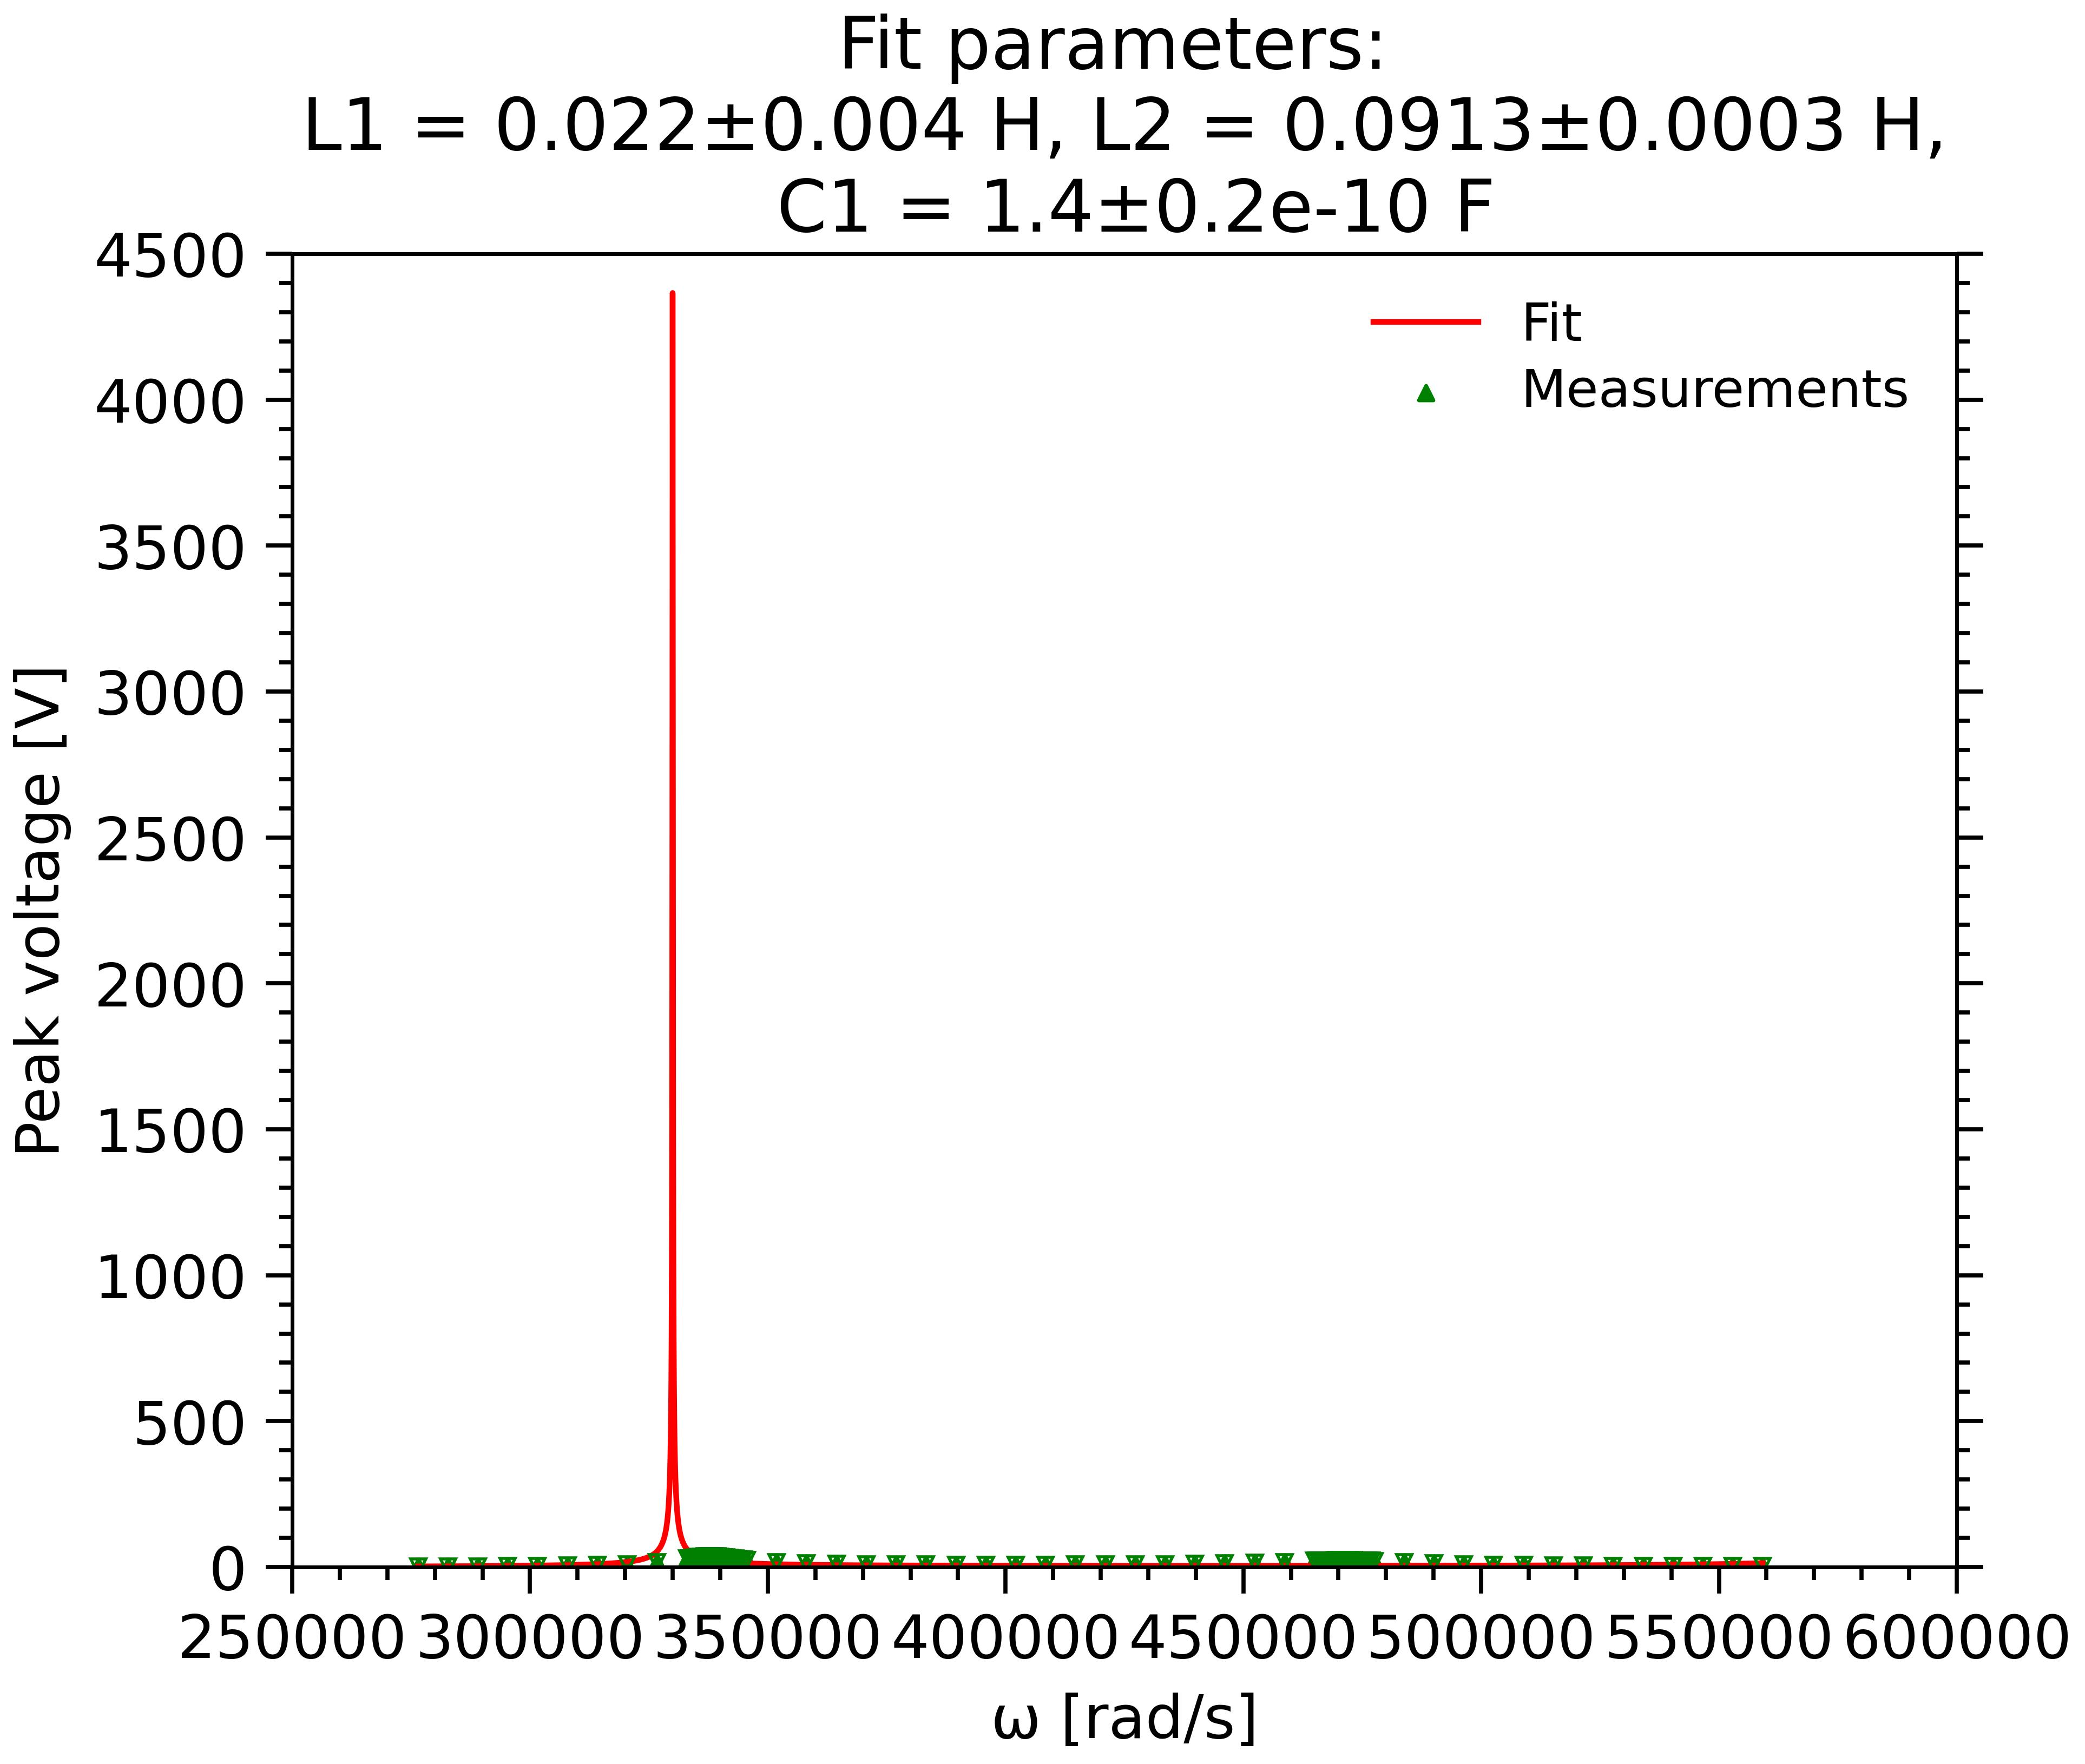 Fit parameters:
L1 = 0.022±0.004 H, L2 = 0.0913±0.0003 H,
C1 = 1.4±0.2e-10 F
Fit
Measurements
Peak voltage [V]
4500
4000
3500
3000
2500
2000
1500
1000
500
0
250000 300000 350000 400000 450000 500000 550000 600000
ω [rad/s]